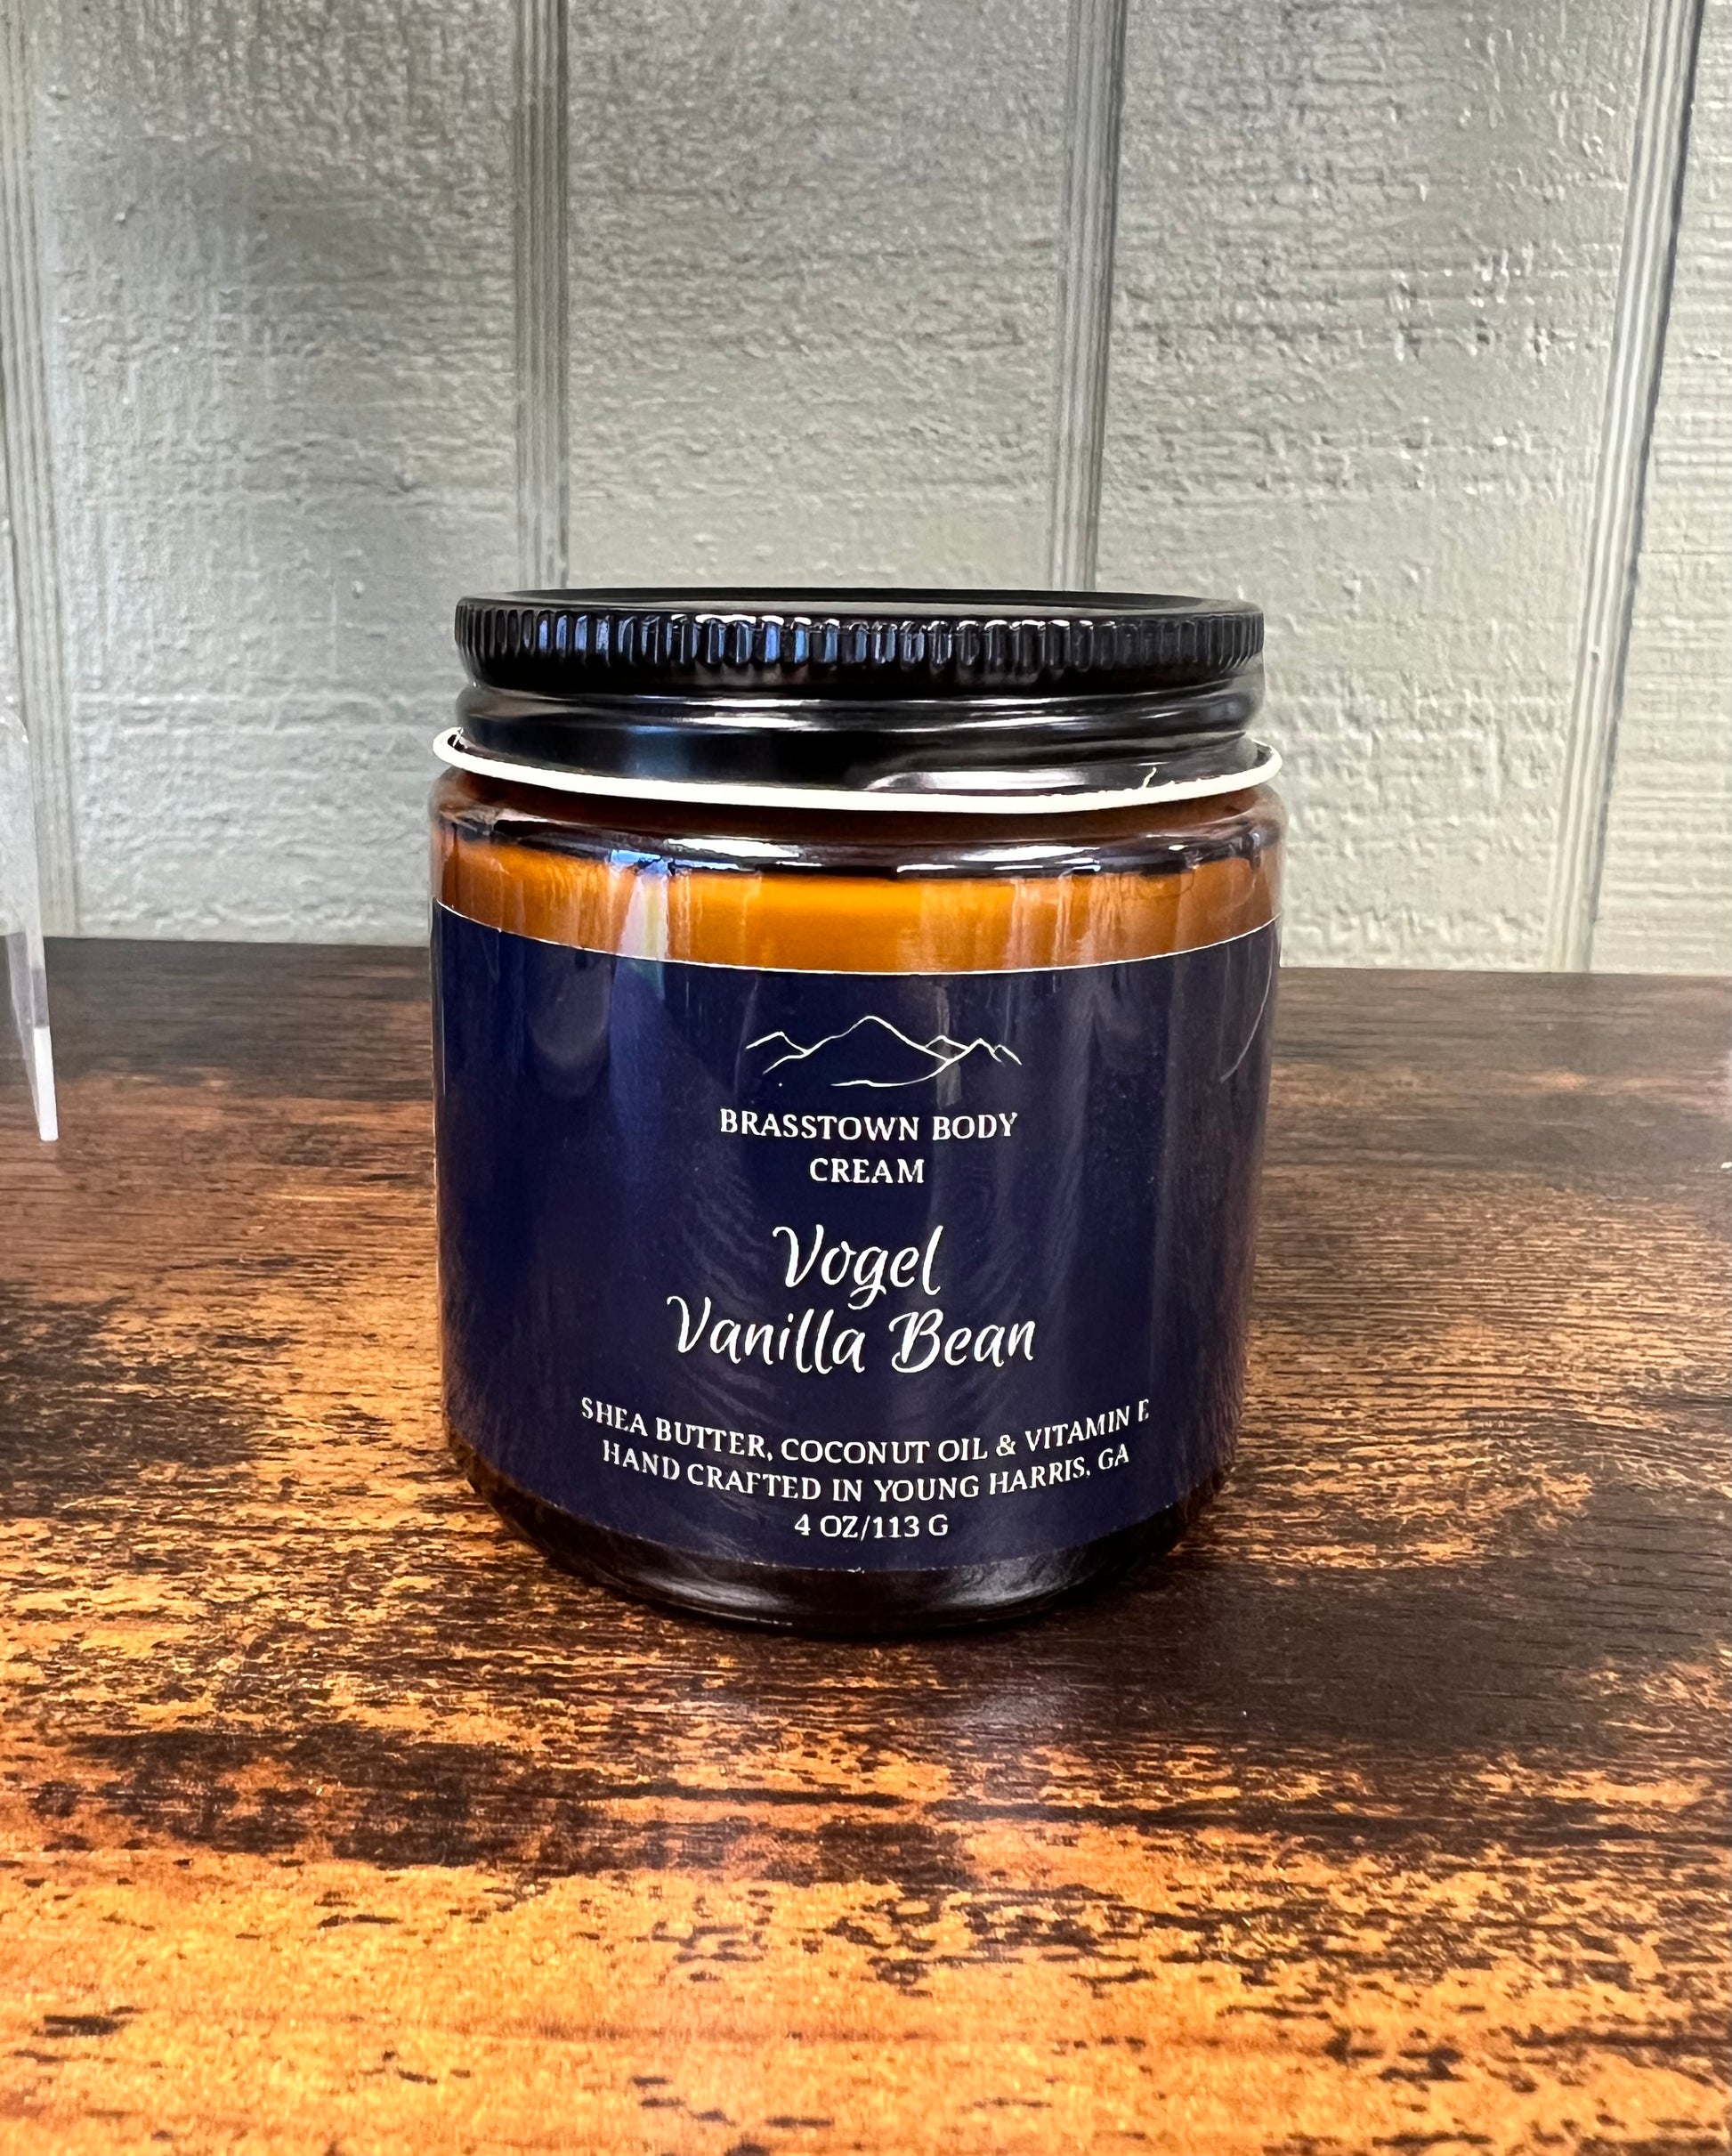 BRASSTOWN BODY
CREAM
Vogel
Vanilla Bean
SHEA BUTTER, COCONUT OIL & VITAMIN E
HAND CRAFTED IN YOUNG HARRIS, GA
4 OZ/113 G